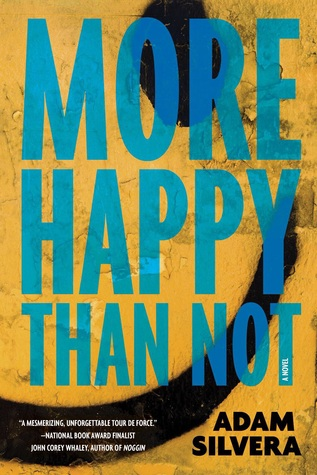 MORE
HAPPY
THAN NOT
A NOVEL
"A MESMERIZING, UNFORGETTABLE TOUR DE FORCE."
—NATIONAL BOOK AWARD FINALIST
JOHN COREY WHALEY, AUTHOR OF NOGGIN
ADAM
SILVERA